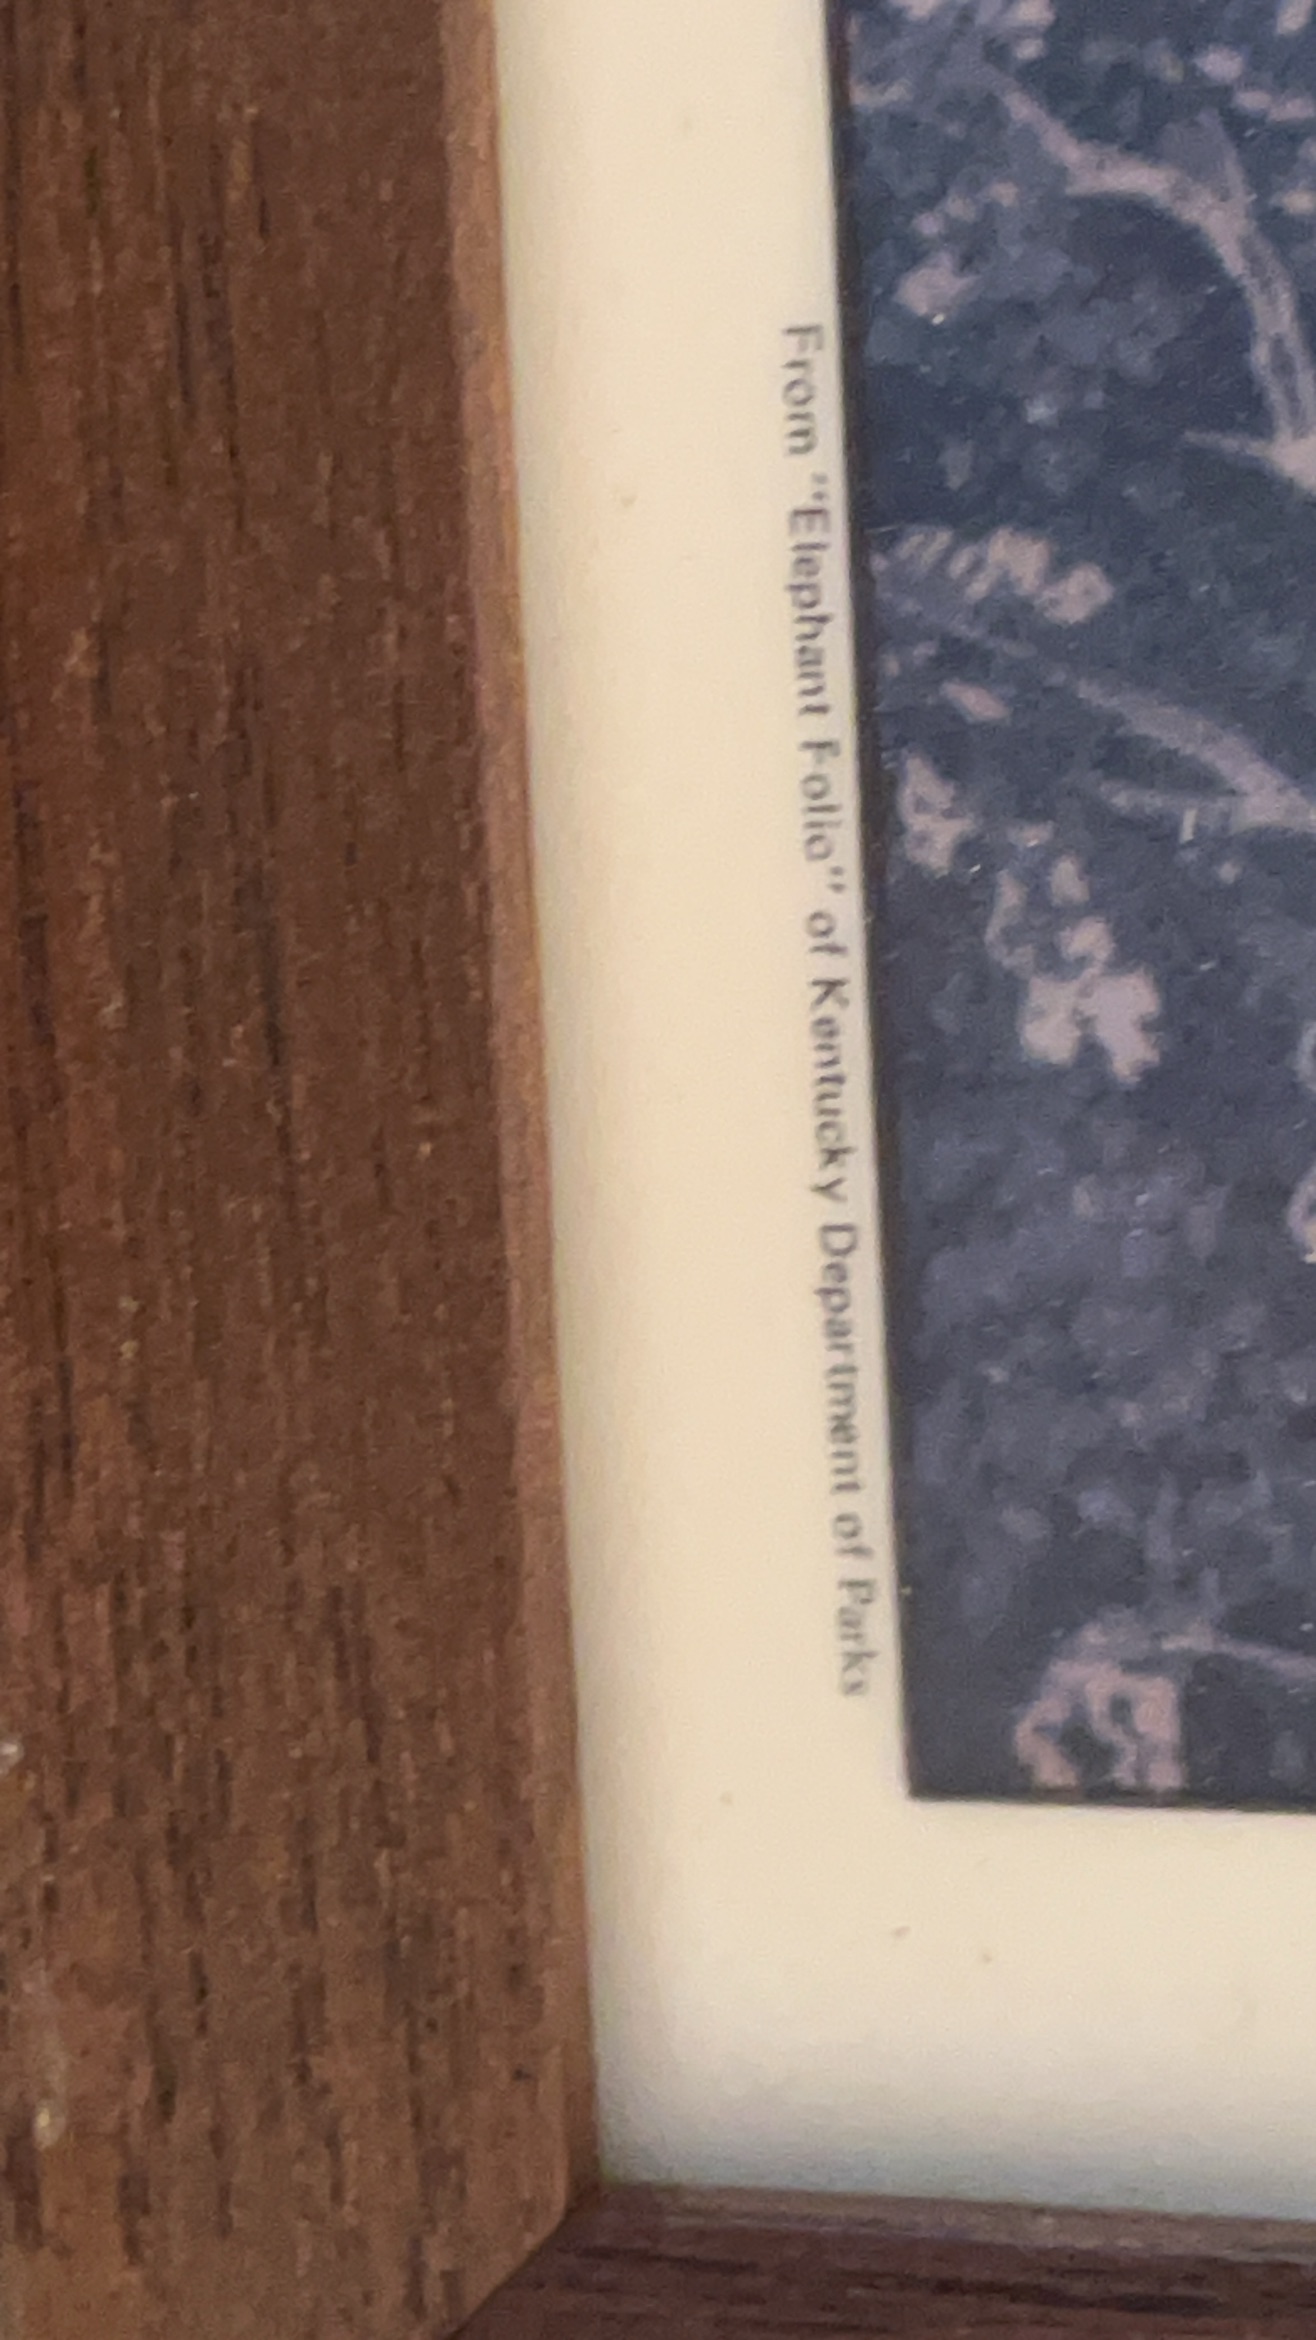 From "Elephant Folio" of Kentucky Department of Parks